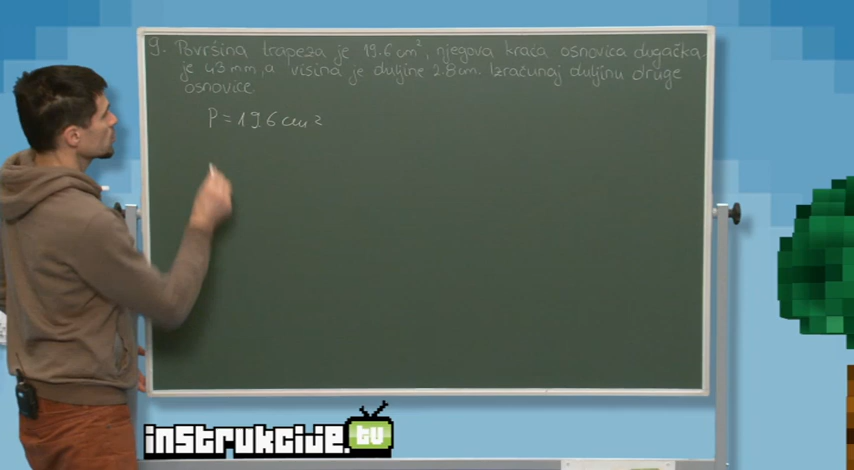 9. Površina trapeza je 19.6 cm², njegova kraća osnovica dugačka
je 43 mm, a visina je duljine 2.8 cm. Izračunaj duljinu druge
osnovice.
P = 19.6 cm²
instrukcije.tv